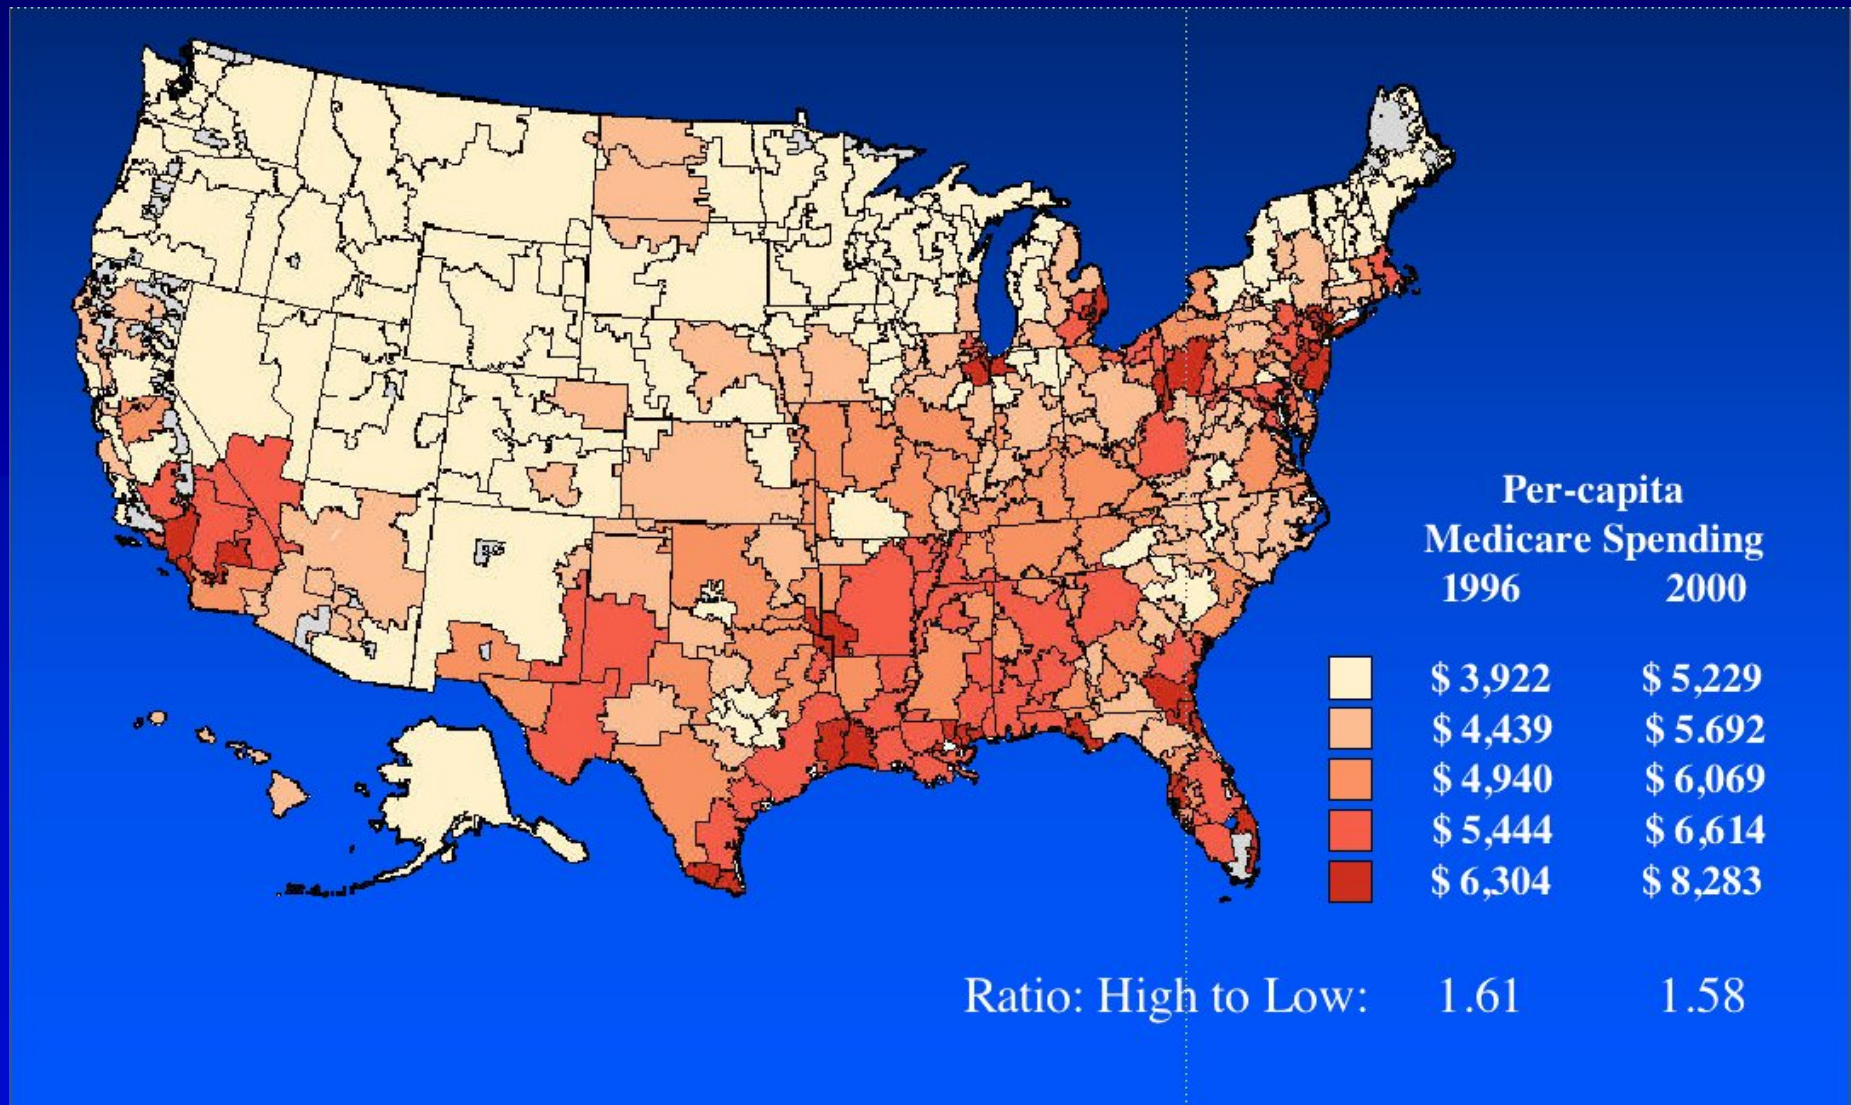 Per-capita
Medicare Spending
1996 2000
$ 3,922 $ 5,229
$ 4,439 $ 5.692
$ 4,940 $ 6,069
$ 5,444 $ 6,614
$ 6,304 $ 8,283
Ratio: High to Low: 1.61 1.58